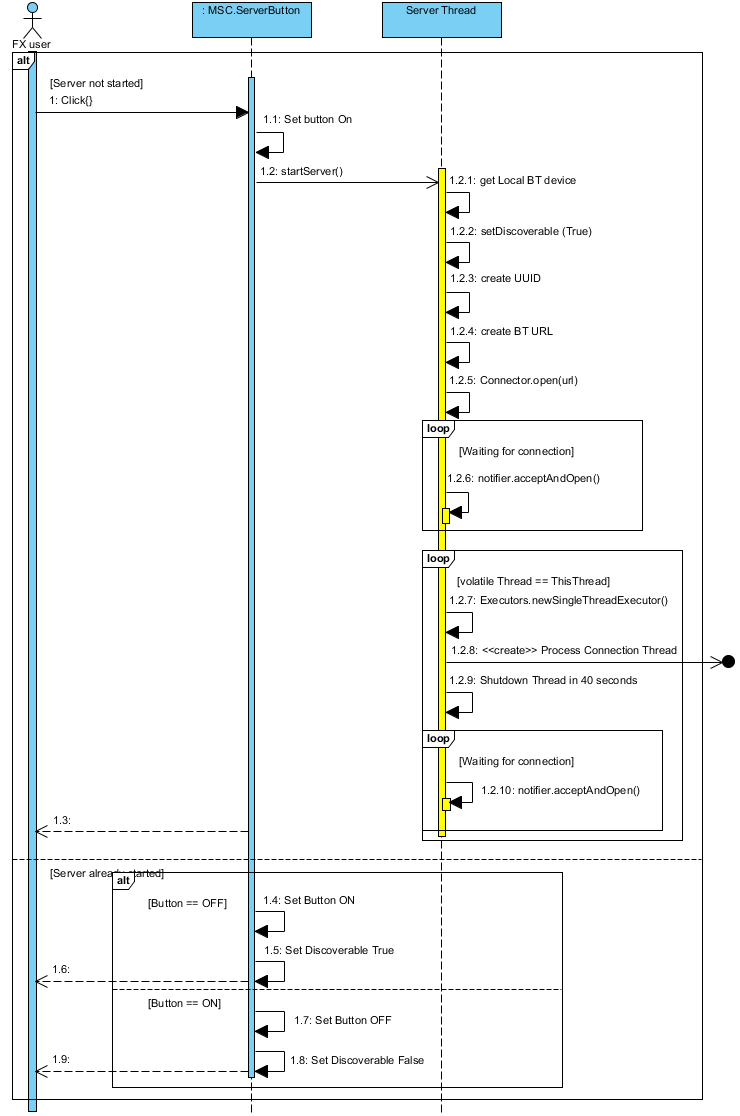 : MSC.ServerButton
Server Thread
FX user
alt
[Server not started]
1: Click{}
1.1: Set button On
1.2: startServer()
1.2.1: get Local BT device
1.2.2: setDiscoverable (True)
1.2.3: create UUID
1.2.4: create BT URL
1.2.5: Connector.open(url)
loop
[Waiting for connection]
1.2.6: notifier.acceptAndOpen()
loop
[volatile Thread == ThisThread]
1.2.7: Executors.newSingleThreadExecutor()
1.2.8: <<create>> Process Connection Thread
1.2.9: Shutdown Thread in 40 seconds
loop
[Waiting for connection]
1.2.10: notifier.acceptAndOpen()
1.3:
[Server already started]
alt
[Button == OFF]
1.4: Set Button ON
1.5: Set Discoverable True
1.6:
[Button == ON]
1.7: Set Button OFF
1.8: Set Discoverable False
1.9: